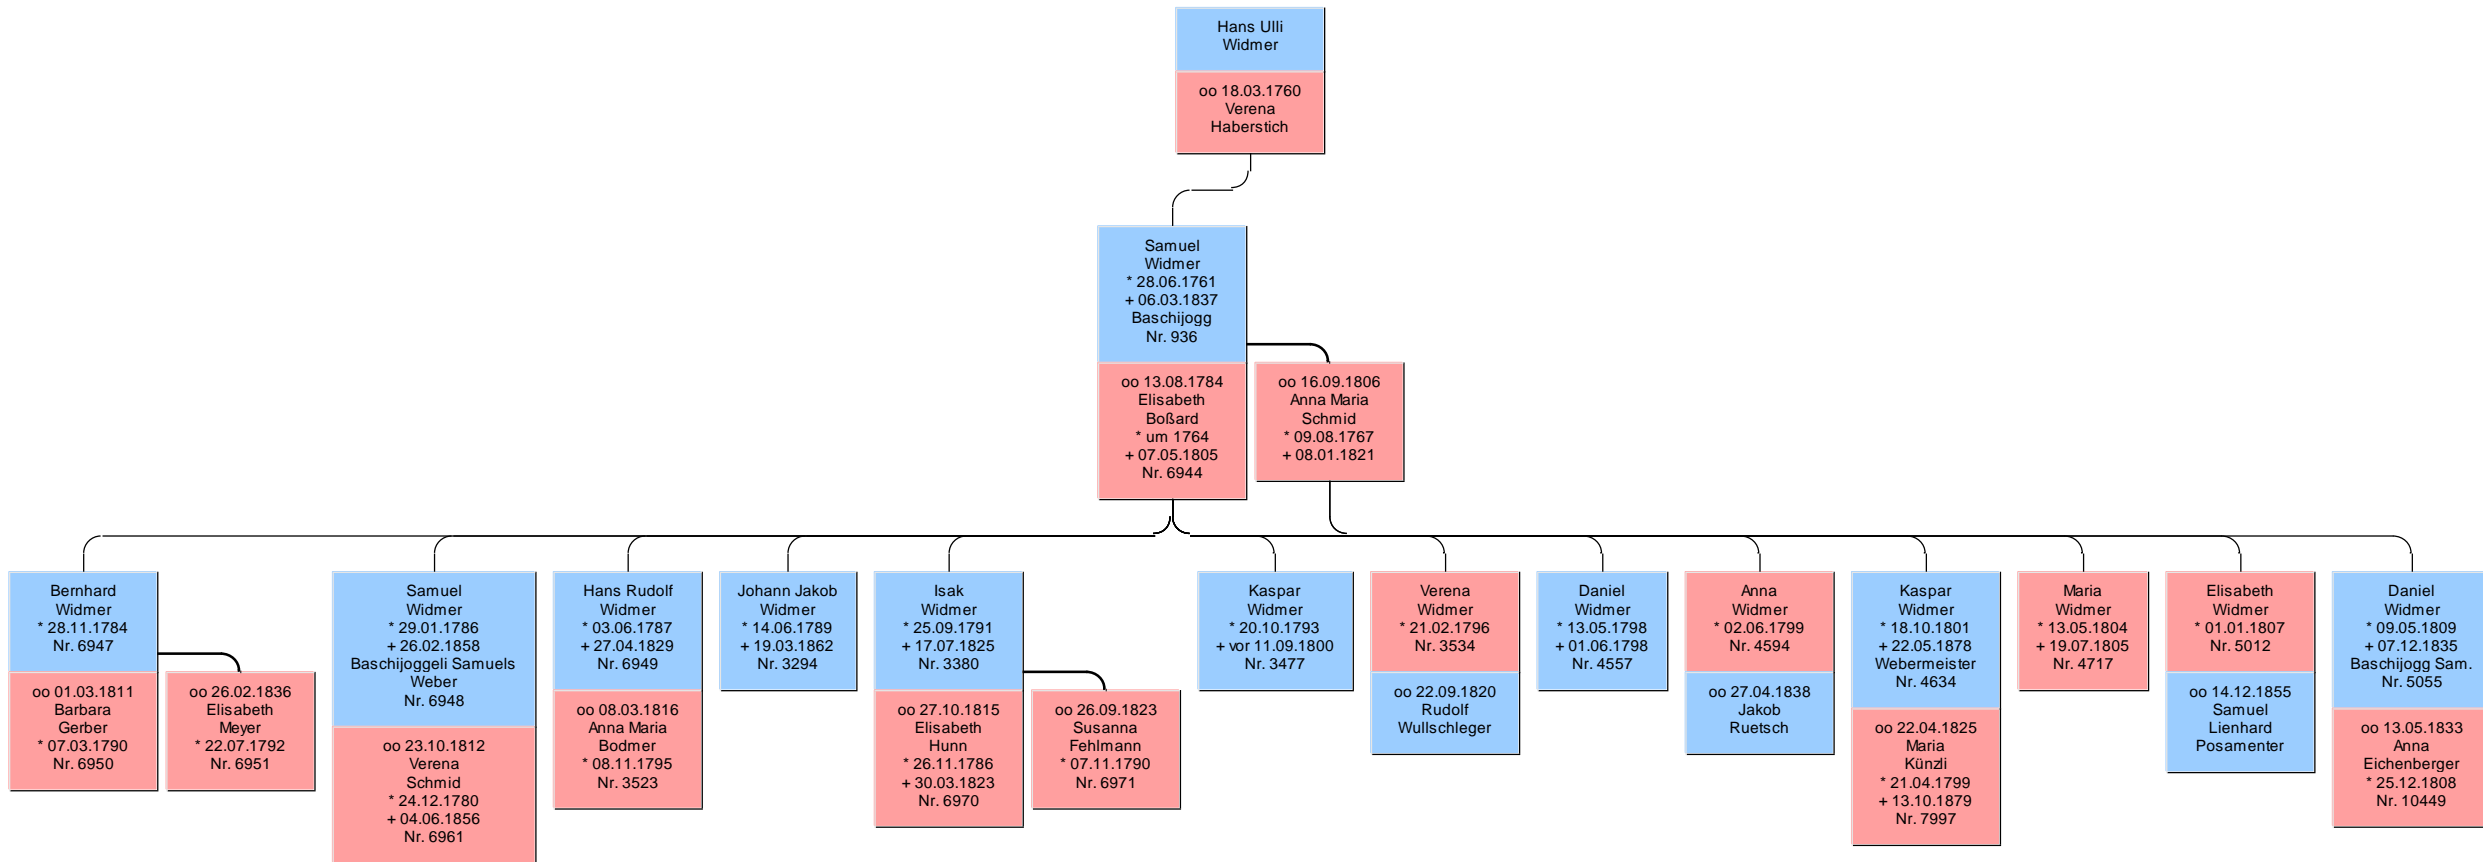 Hans Ulli
Widmer
oo 18.03.1760
Verena
Haberstich
Samuel
Widmer
* 28.06.1761
+ 06.03.1837
Baschijogg
Nr. 936
oo 13.08.1784
Elisabeth
Boßard
* um 1764
+ 07.05.1805
Nr. 6944
oo 16.09.1806
Anna Maria
Schmid
* 09.08.1767
+ 08.01.1821
Bernhard
Widmer
* 28.11.1784
Nr. 6947
oo 01.03.1811
Barbara
Gerber
* 07.03.1790
Nr. 6950
oo 26.02.1836
Elisabeth
Meyer
* 22.07.1792
Nr. 6951
Samuel
Widmer
* 29.01.1786
+ 26.02.1858
Baschijoggeli Samuels
Weber
Nr. 6948
oo 23.10.1812
Verena
Schmid
* 24.12.1780
+ 04.06.1856
Nr. 6961
Hans Rudolf
Widmer
* 03.06.1787
+ 27.04.1829
Nr. 6949
oo 08.03.1816
Anna Maria
Bodmer
* 08.11.1795
Nr. 3523
Johann Jakob
Widmer
* 14.06.1789
+ 19.03.1862
Nr. 3294
Isak
Widmer
* 25.09.1791
+ 17.07.1825
Nr. 3380
oo 27.10.1815
Elisabeth
Hunn
* 26.11.1786
+ 30.03.1823
Nr. 6970
oo 26.09.1823
Susanna
Fehlmann
* 07.11.1790
Nr. 6971
Kaspar
Widmer
* 20.10.1793
+ vor 11.09.1800
Nr. 3477
Verena
Widmer
* 21.02.1796
Nr. 3534
oo 22.09.1820
Rudolf
Wullschleger
Daniel
Widmer
* 13.05.1798
+ 01.06.1798
Nr. 4557
Anna
Widmer
* 02.06.1799
Nr. 4594
oo 27.04.1838
Jakob
Ruetsch
Kaspar
Widmer
* 18.10.1801
+ 22.05.1878
Webermeister
Nr. 4634
oo 22.04.1825
Maria
Künzli
* 21.04.1799
+ 13.10.1879
Nr. 7997
Maria
Widmer
* 13.05.1804
+ 19.07.1805
Nr. 4717
Elisabeth
Widmer
* 01.01.1807
Nr. 5012
oo 14.12.1855
Samuel
Lienhard
Posamenter
Daniel
Widmer
* 09.05.1809
+ 07.12.1835
Baschijogg Sam.
Nr. 5055
oo 13.05.1833
Anna
Eichenberger
* 25.12.1808
Nr. 10449